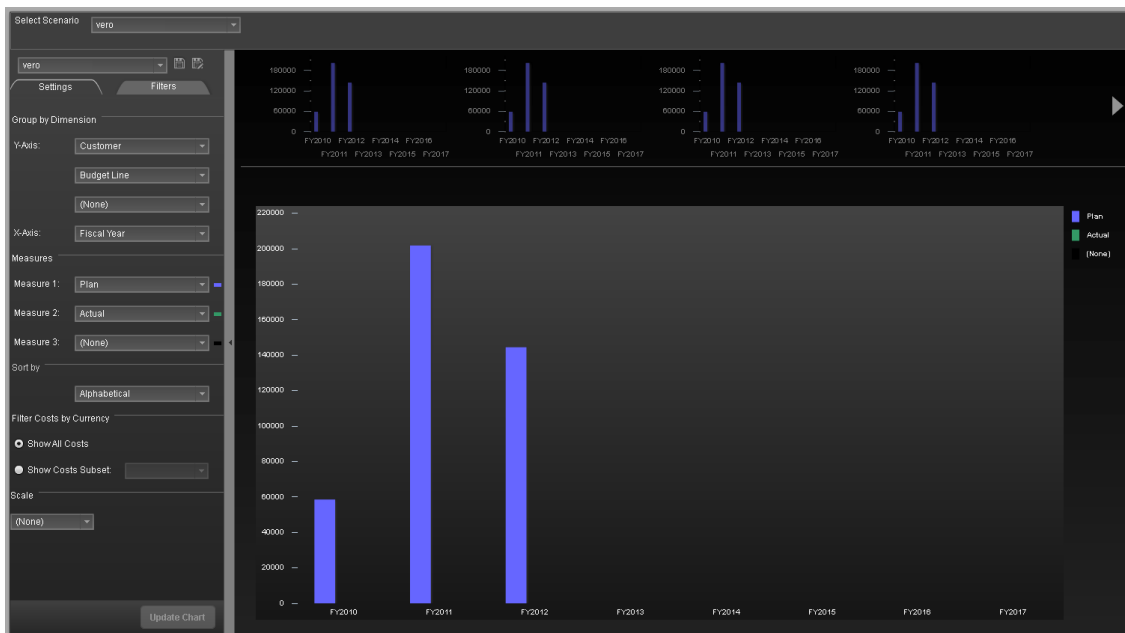 Select Scenario vero
vero
Settings Filters
Group by Dimension
Y-Axis: Customer
Budget Line
(None)
X-Axis: Fiscal Year
Measures
Measure 1: Plan
Measure 2: Actual
Measure 3: (None)
Sort by
Alphabetical
Filter Costs by Currency
Show All Costs
Show Costs Subset:
Scale
(None)
Update Chart
180000
120000
60000
0
FY2010 FY2012 FY2014 FY2016
FY2011 FY2013 FY2015 FY2017
180000
120000
60000
0
FY2010 FY2012 FY2014 FY2016
FY2011 FY2013 FY2015 FY2017
180000
120000
60000
0
FY2010 FY2012 FY2014 FY2016
FY2011 FY2013 FY2015 FY2017
180000
120000
60000
0
FY2010 FY2012 FY2014 FY2016
FY2011 FY2013 FY2015 FY2017
220000
200000
180000
160000
140000
120000
100000
80000
60000
40000
20000
0
FY2010 FY2011 FY2012 FY2013 FY2014 FY2015 FY2016 FY2017
Plan
Actual
(None)